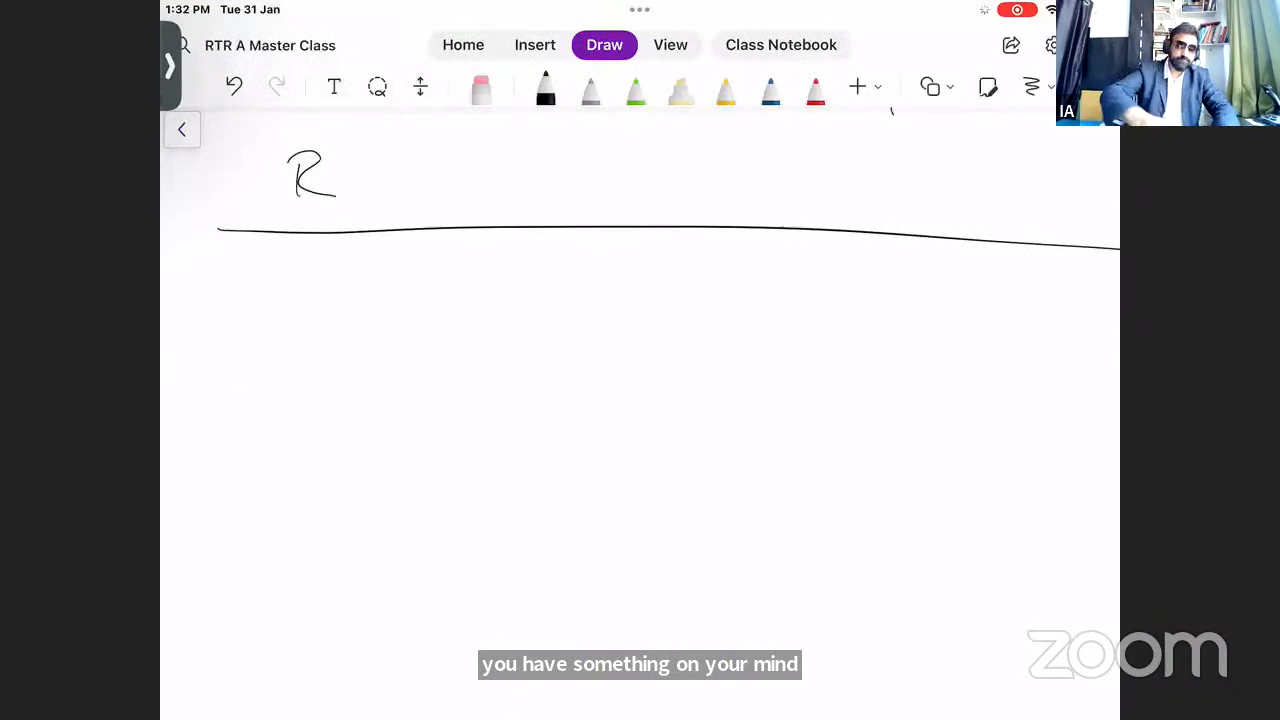 1:32 PM Tue 31 Jan
RTR A Master Class
Home Insert Draw View Class Notebook
T
IA
R
you have something on your mind
zoom